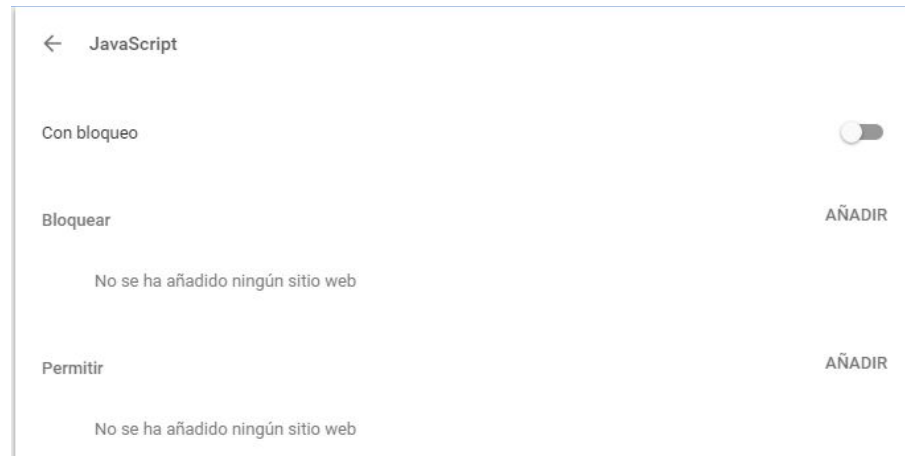 JavaScript
Con bloqueo
Bloquear AÑADIR
No se ha añadido ningún sitio web
Permitir AÑADIR
No se ha añadido ningún sitio web